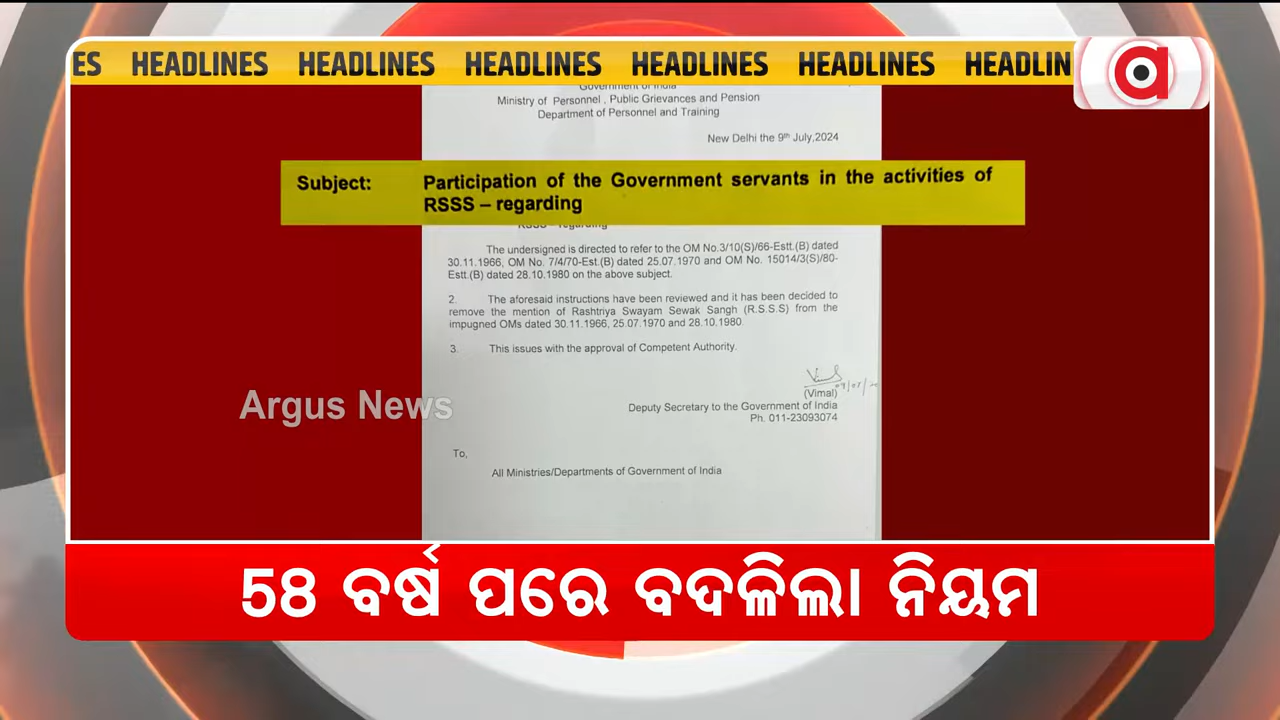 ES HEADLINES HEADLINES HEADLINES HEADLINES HEADLINES HEADLIN
Government of India
Ministry of Personnel , Public Grievances and Pension
Department of Personnel and Training
New Delhi the 9th July,2024
Subject: Participation of the Government servants in the activities of
RSSS – regarding
RSSS – regarding
The undersigned is directed to refer to the OM No.3/10(S)/66-Estt.(B) dated
30.11.1966, OM No. 7/4/70-Est.(B) dated 25.07.1970 and OM No. 15014/3(S)/80-
Estt.(B) dated 28.10.1980 on the above subject.
2. The aforesaid instructions have been reviewed and it has been decided to
remove the mention of Rashtriya Swayam Sewak Sangh (R.S.S.S) from the
impugned OMs dated 30.11.1966, 25.07.1970 and 28.10.1980.
3. This issues with the approval of Competent Authority.
(Vimal)
Deputy Secretary to the Government of India
Ph. 011-23093074
Argus News
To,
All Ministries/Departments of Government of India
58 ବର୍ଷ ପରେ ବଦଳିଲା ନିୟମ